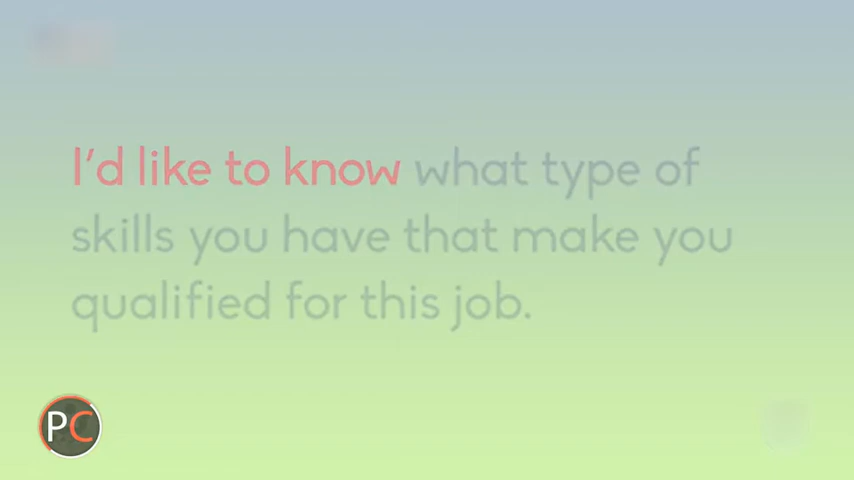 I'd like to know what type of
skills you have that make you
qualified for this job.
PC